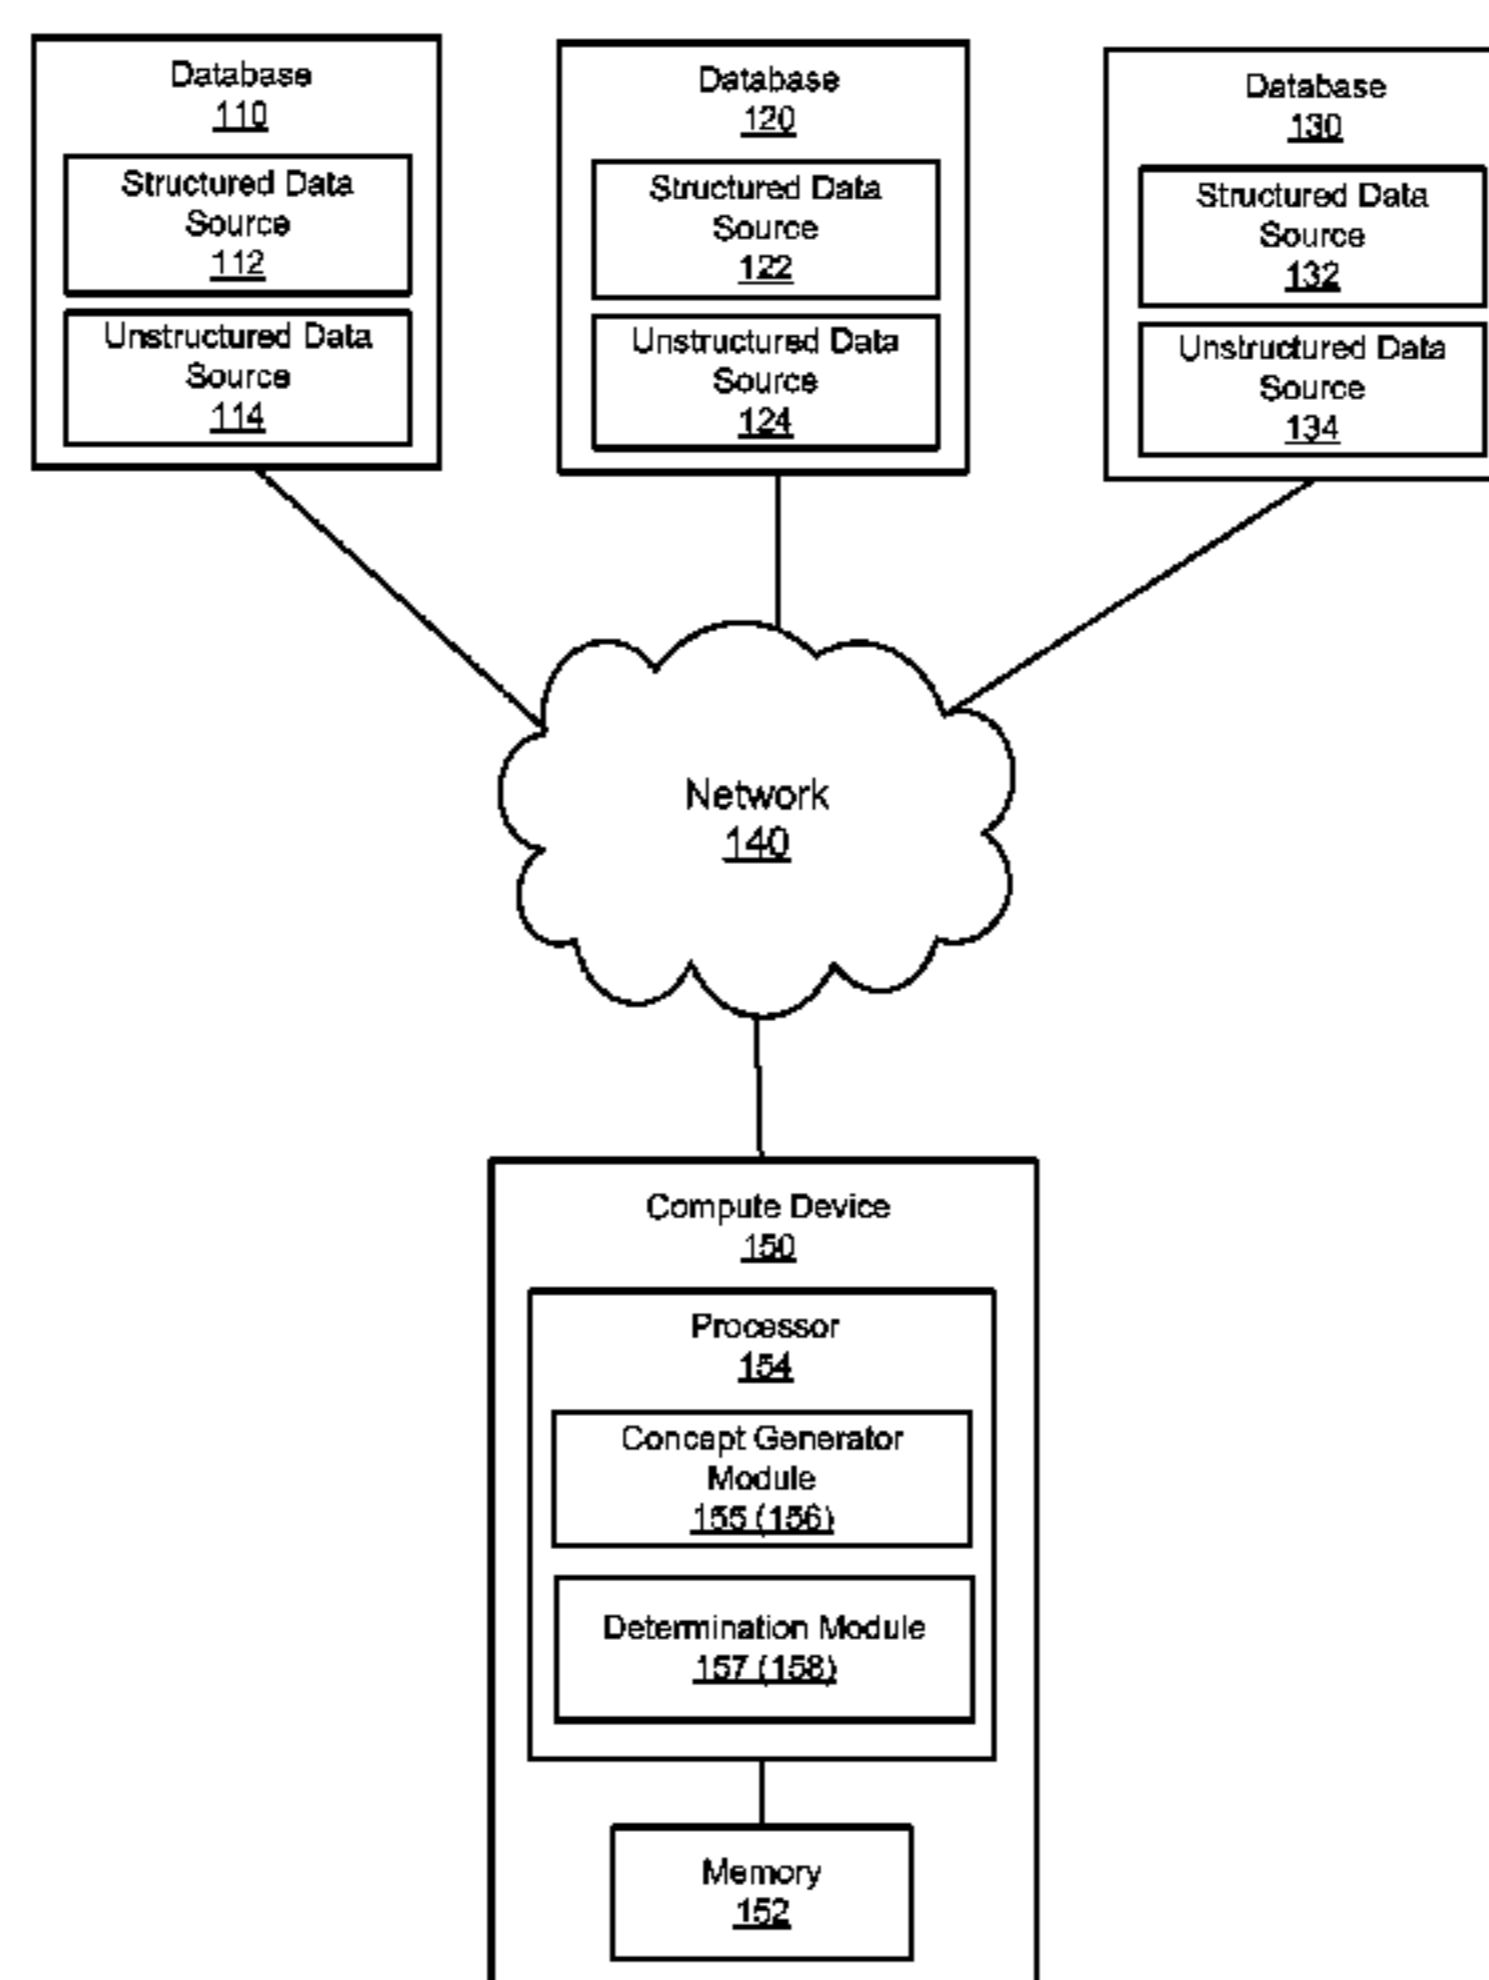 Database
110
Structured Data
Source
112
Unstructured Data
Source
114
Database
120
Structured Data
Source
122
Unstructured Data
Source
124
Database
130
Structured Data
Source
132
Unstructured Data
Source
134
Network
140
Compute Device
150
Processor
154
Concept Generator
Module
155 (156)
Determination Module
157 (158)
Memory
152